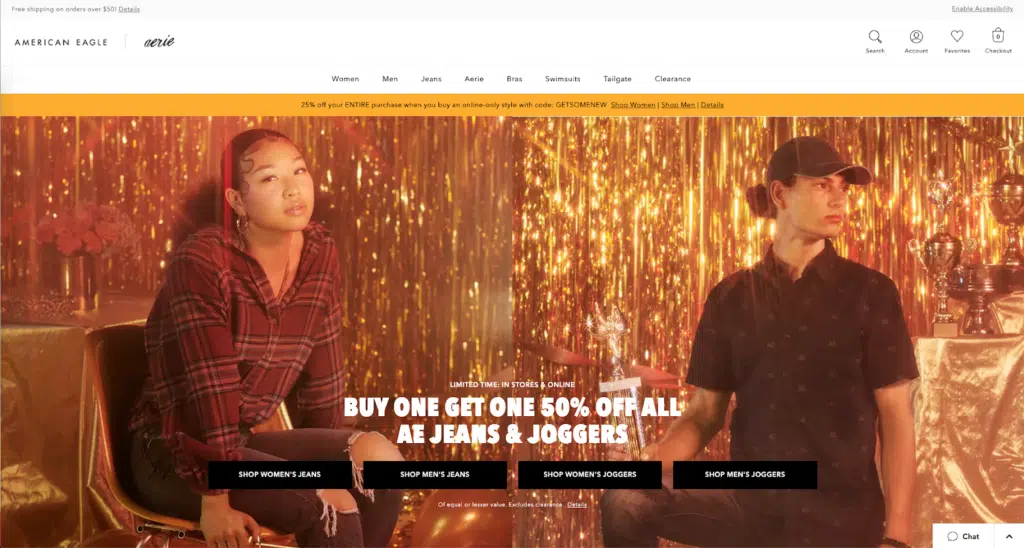 Free shipping on orders over $50! Details
Enable Accessibility
AMERICAN EAGLE
aerie
Search
Account
Favorites
0
Checkout
Women Men Jeans Aerie Bras Swimsuits Tailgate Clearance
25% off your ENTIRE purchase when you buy an online-only style with code: GETSOMENEW Shop Women | Shop Men | Details
LIMITED TIME: IN STORES & ONLINE
BUY ONE GET ONE 50% OFF ALL
AE JEANS & JOGGERS
SHOP WOMEN'S JEANS
SHOP MEN'S JEANS
SHOP WOMEN'S JOGGERS
SHOP MEN'S JOGGERS
Of equal or lesser value. Excludes clearance. Details
Chat